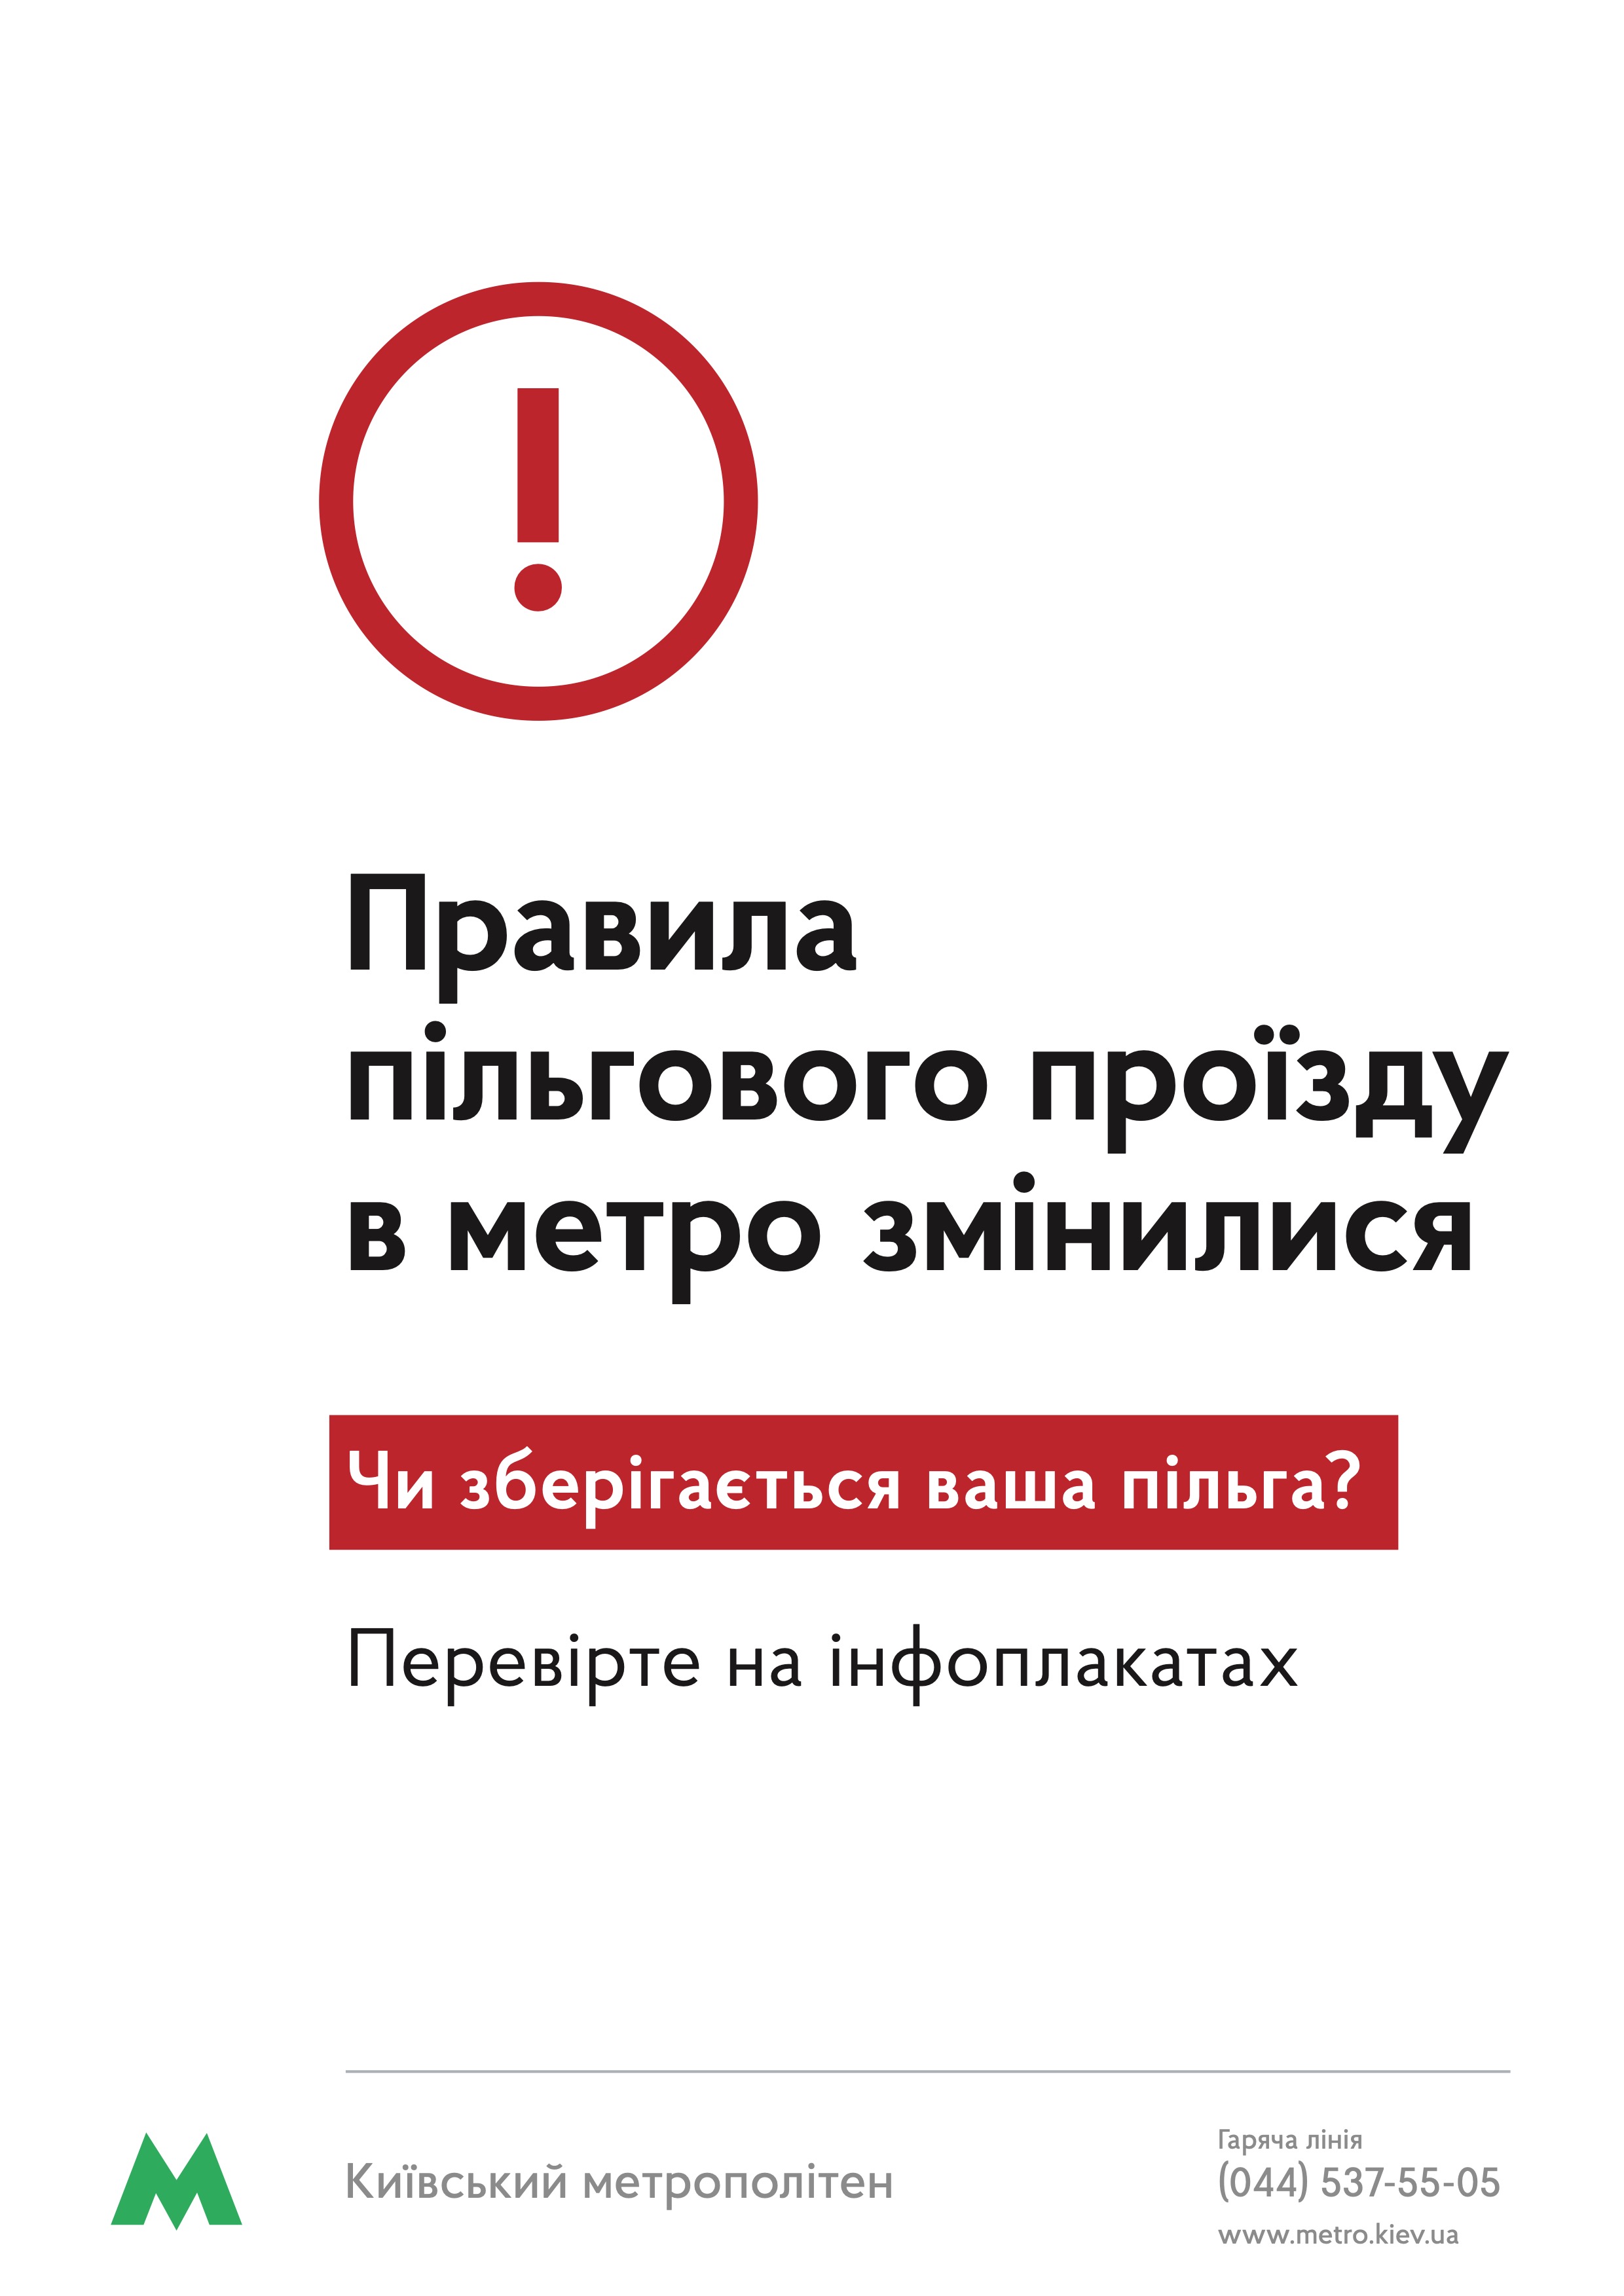 Правила
пільгового проїзду
в метро змінилися
Чи зберігається ваша пільга?
Перевірте на інфоплакатах
Київський метрополітен
Гаряча лінія
(044) 537-55-05
www.metro.kiev.ua